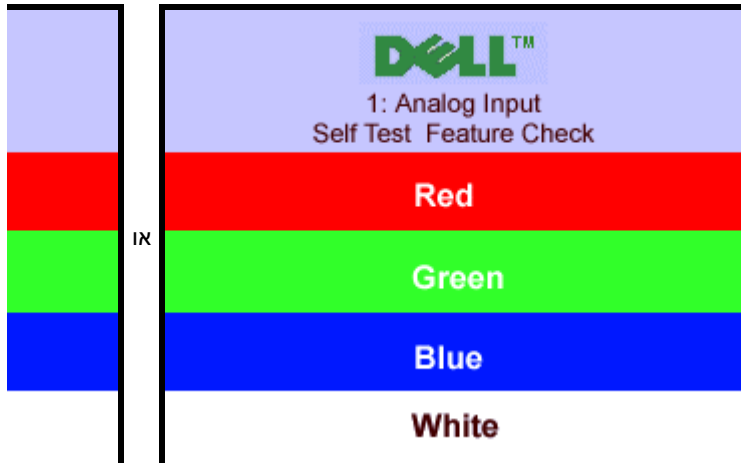 DELL™
1: Analog Input
Self Test Feature Check
Red
או
Green
Blue
White